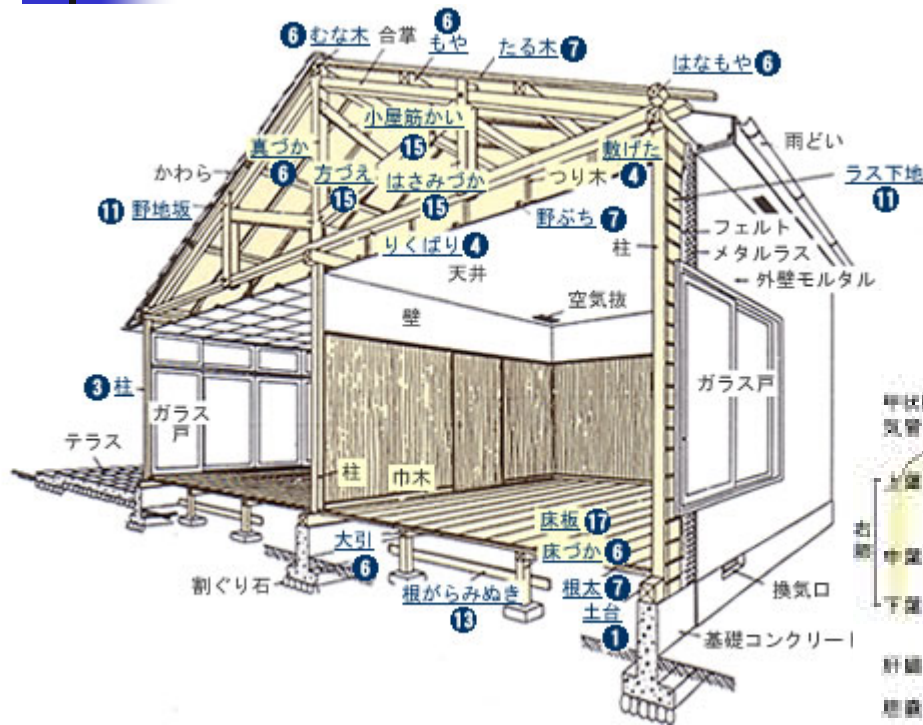 6 むな木
合掌
6
もや
たる木 7
はなもや 6
小屋筋かい
15
真づか
6
方づえ
15
はさみづか
15
つり木
敷げた
4
雨どい
ラス下地
11
かわら
11 野地坂
野ぶち 7
りくばり 4
天井
柱
フェルト
メタルラス
← 外壁モルタル
空気抜
壁
ガラス戸
3 柱
ガラス
戸
テラス
柱
巾木
床板 17
大引
6
床づか 6
割ぐり石
根がらみぬき
13
根太 7
土台
1
換気口
基礎コンクリー
上葉
中葉
下葉